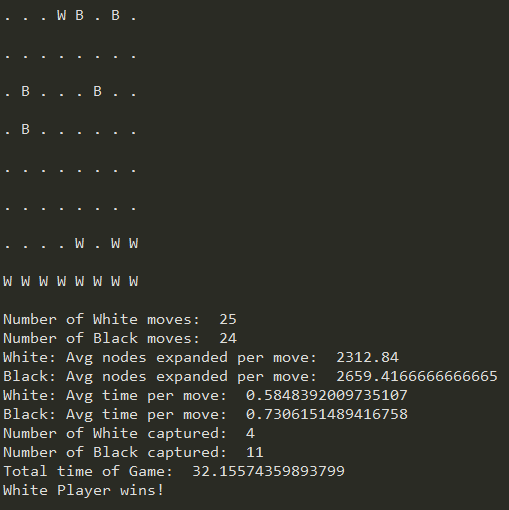 . . . W B . B .
. . . . . . . .
. B . . . B . .
. B . . . . . .
. . . . . . . .
. . . . . . . .
. . . . W . W W
W W W W W W W W
Number of White moves:  25
Number of Black moves:  24
White: Avg nodes expanded per move:  2312.84
Black: Avg nodes expanded per move:  2659.4166666666665
White: Avg time per move:  0.5848392009735107
Black: Avg time per move:  0.7306151489416758
Number of White captured:  4
Number of Black captured:  11
Total time of Game:  32.15574359893799
White Player wins!